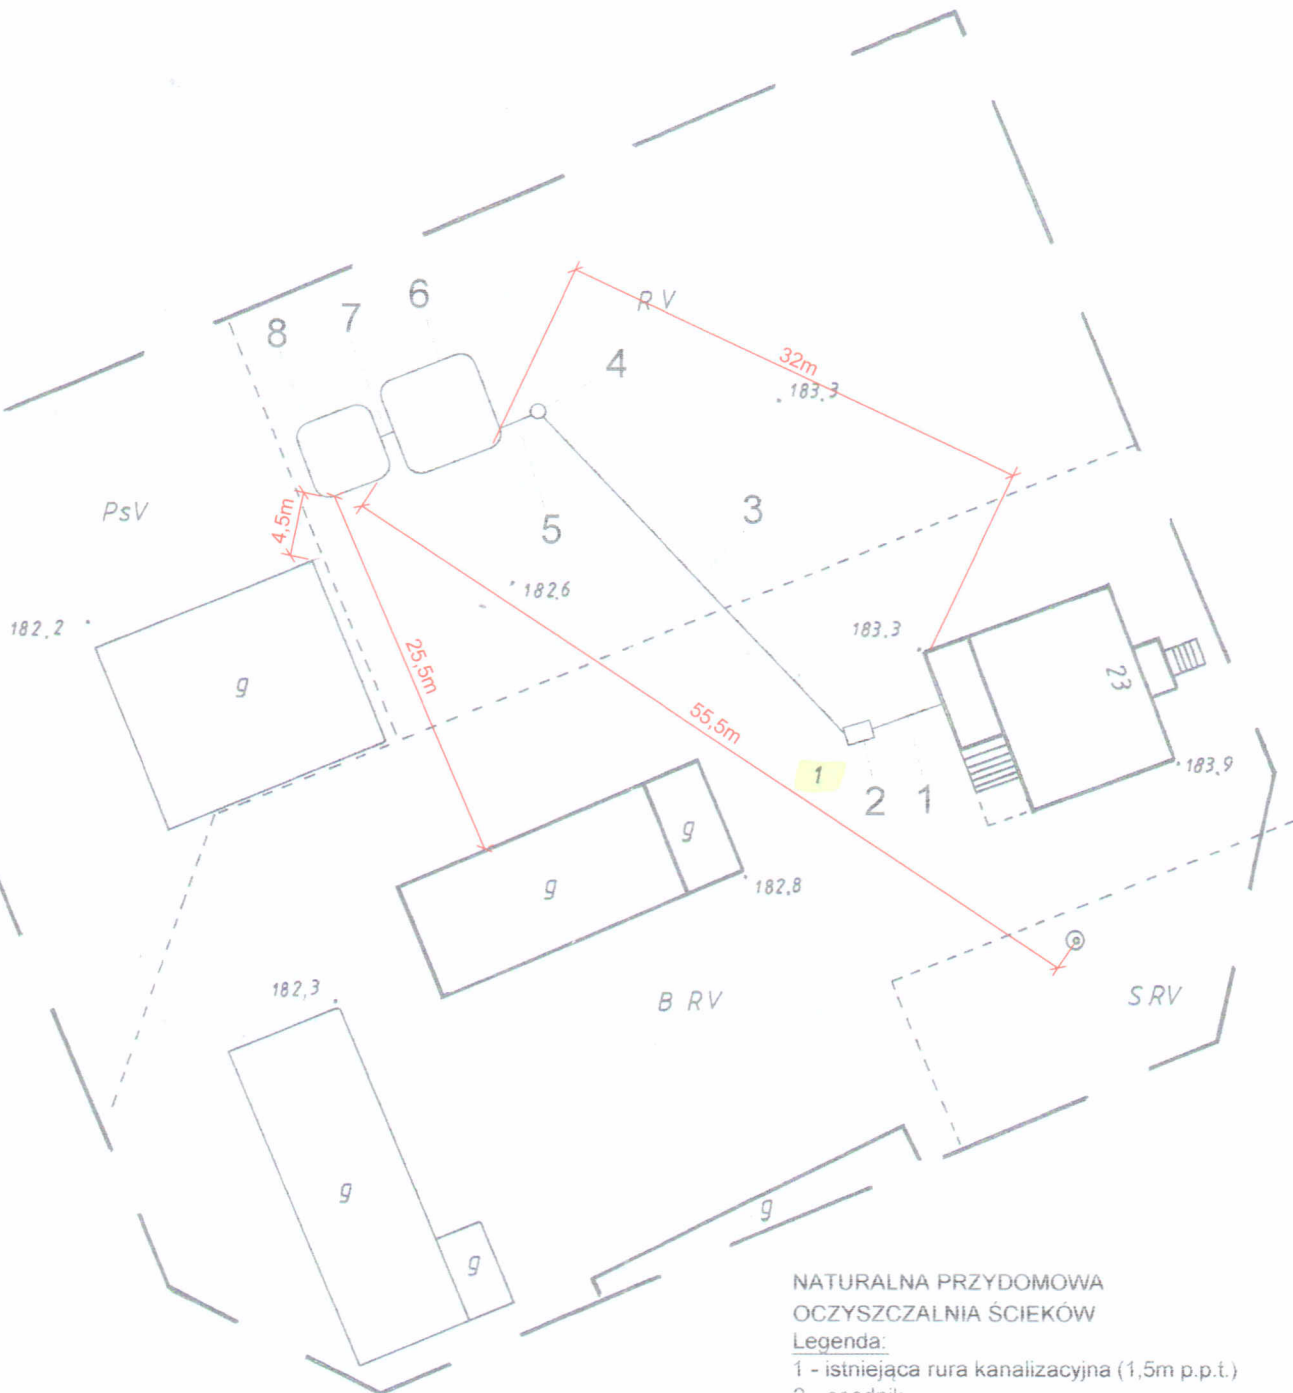 6
7
8
R V
4
32m
183,3
PsV
4,5m
3
5
182,6
182,2
183,3
g
25,5m
23
55,5m
1
2
1
183,9
g
g
182,8
182,3
B RV
S RV
g
g
g
NATURALNA PRZYDOMOWA
OCZYSZCZALNIA ŚCIEKÓW
Legenda:
1 - istniejąca rura kanalizacyjna (1,5m p.p.t.)